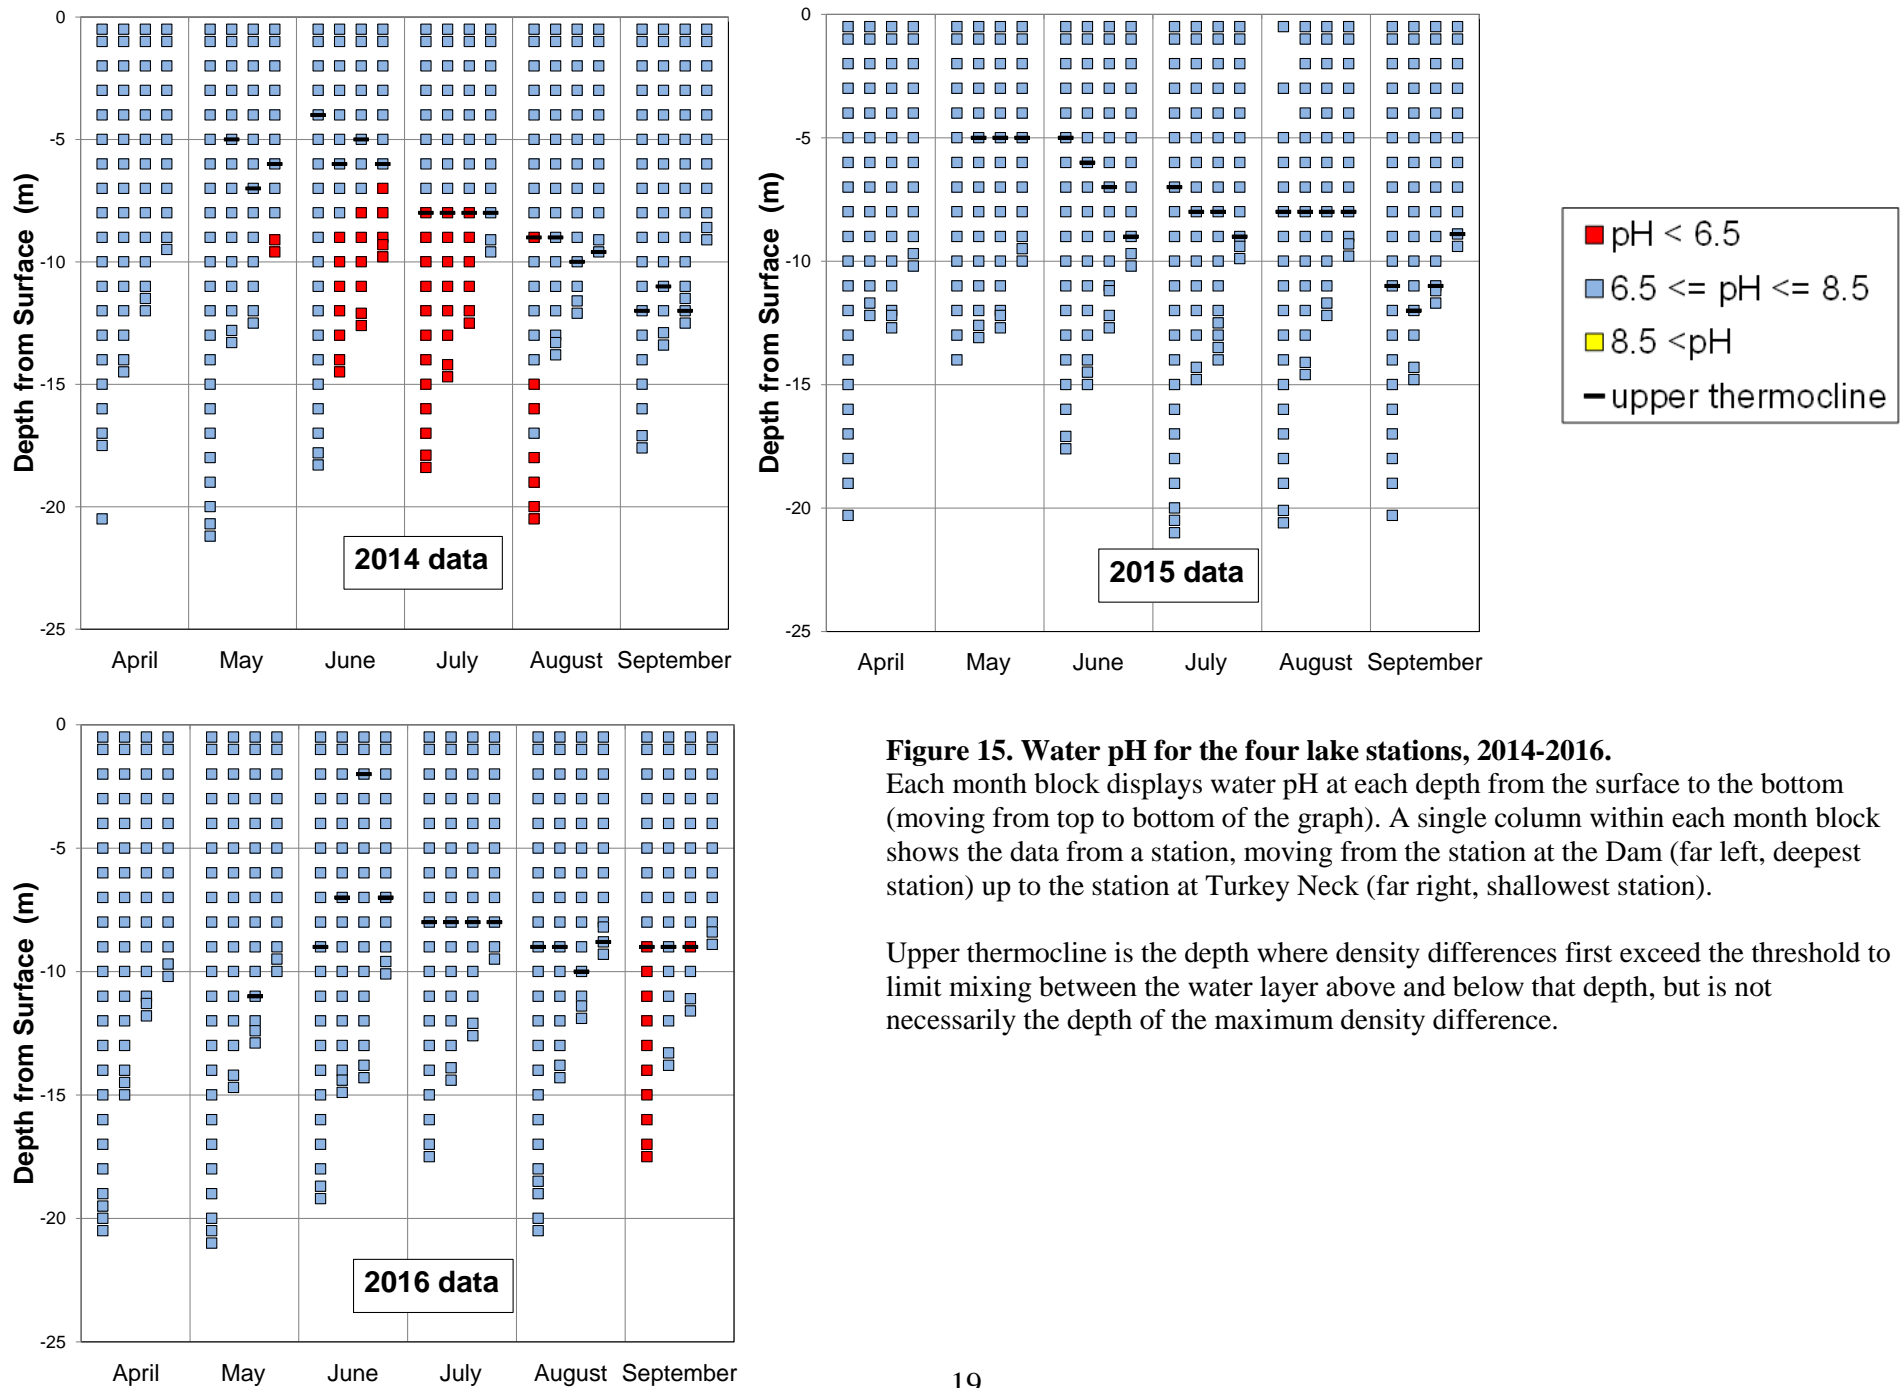 0
-5
-10
-15
-20
-25
Depth from Surface (m)
2014 data
April May June July August September
0
-5
-10
-15
-20
-25
Depth from Surface (m)
2015 data
April May June July August September
pH < 6.5
6.5 <= pH <= 8.5
8.5 <pH
upper thermocline
0
-5
-10
-15
-20
-25
Depth from Surface (m)
2016 data
April May June July August September
Figure 15. Water pH for the four lake stations, 2014-2016.
Each month block displays water pH at each depth from the surface to the bottom
(moving from top to bottom of the graph). A single column within each month block
shows the data from a station, moving from the station at the Dam (far left, deepest
station) up to the station at Turkey Neck (far right, shallowest station).
Upper thermocline is the depth where density differences first exceed the threshold to
limit mixing between the water layer above and below that depth, but is not
necessarily the depth of the maximum density difference.
19